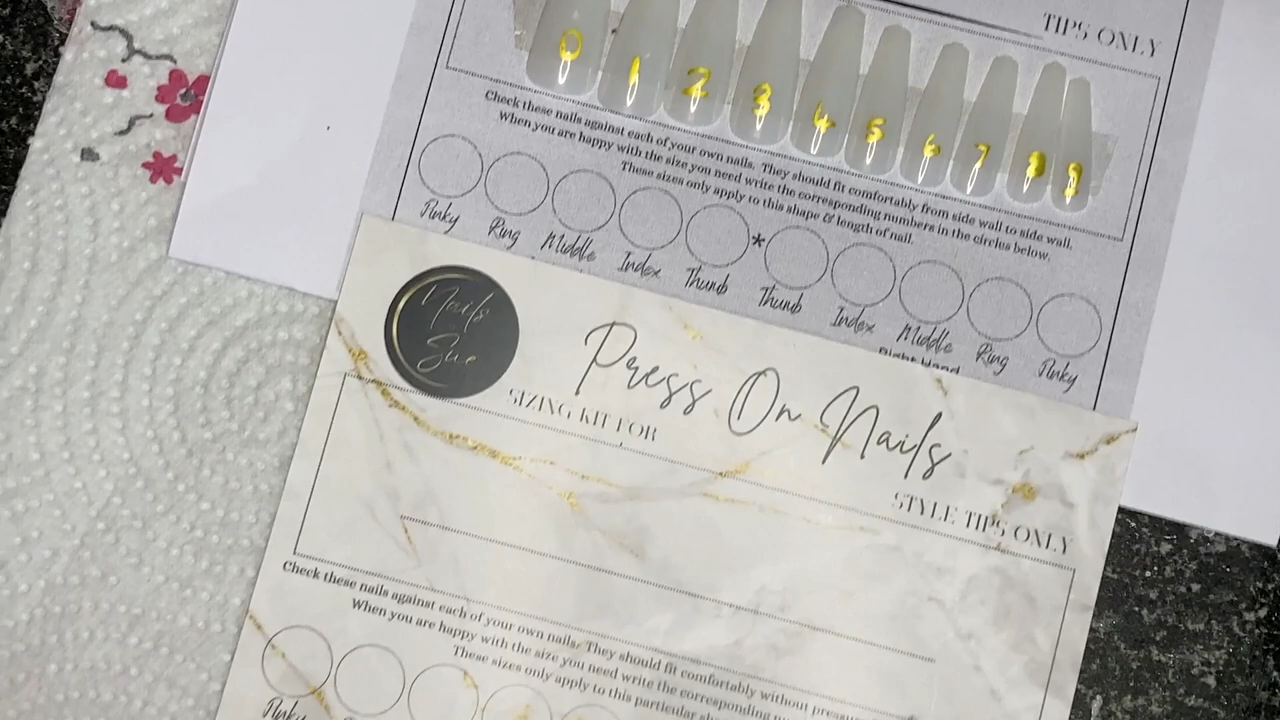 TIPS ONLY
0 1 2 3 4 5 6 7 8 9
Check these nails against each of your own nails. They should fit comfortably from side wall to side wall.
When you are happy with the size you need write the corresponding numbers in the circles below.
These sizes only apply to this shape & length of nail.
Pinky Ring Middle Index Thumb * Thumb Index Middle Ring Pinky
Right Hand
Nails
Sue
Press On Nails
SIZING KIT FOR
STYLE TIPS ONLY
Check these nails against each of your own nails. They should fit comfortably without
When you are happy with the size you need write the corresponding
These sizes only apply to this particular
Pinky